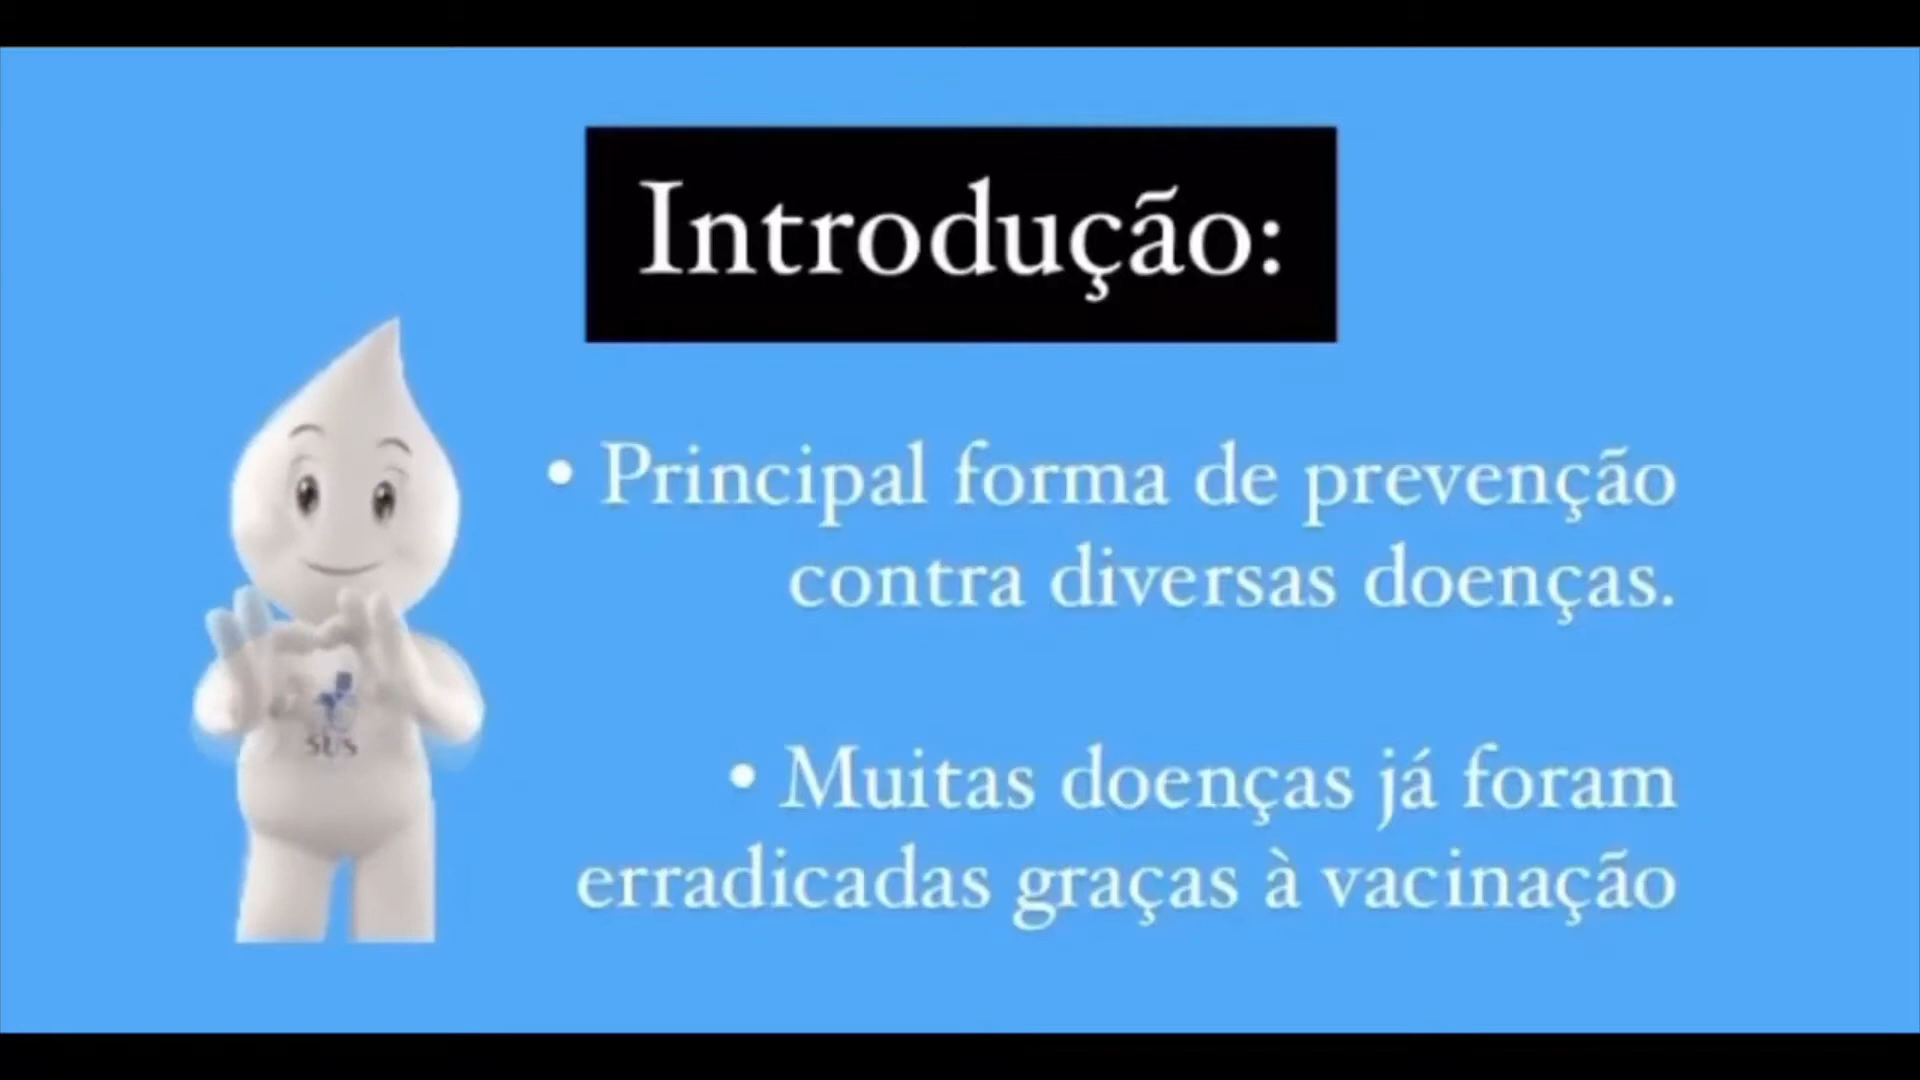 Introdução:
• Principal forma de prevenção
contra diversas doenças.
SUS
• Muitas doenças já foram
erradicadas graças à vacinação